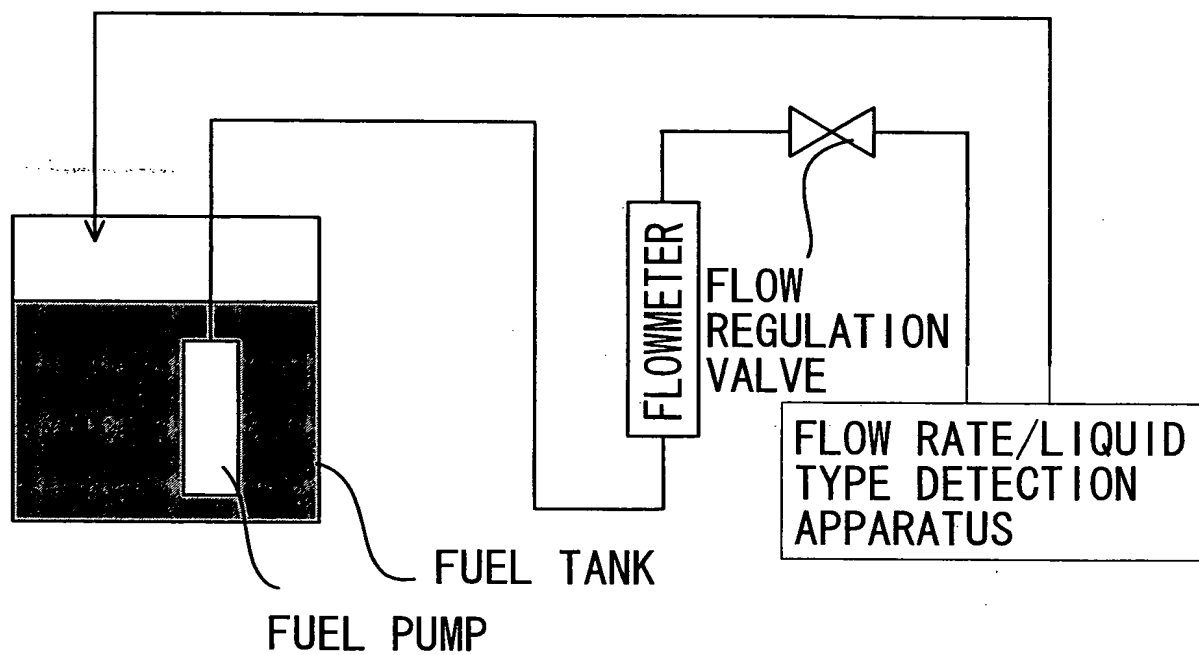 FLOWMETER
FLOW
REGULATION
VALVE
FLOW RATE/LIQUID
TYPE DETECTION
APPARATUS
FUEL TANK
FUEL PUMP